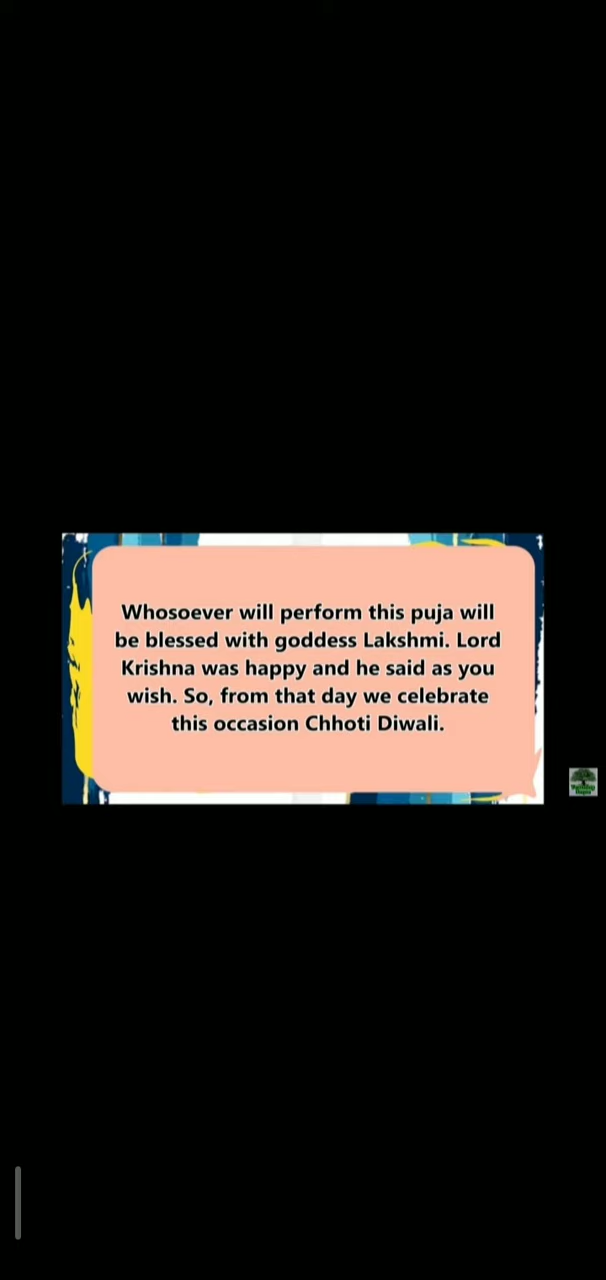 Whosoever will perform this puja will
be blessed with goddess Lakshmi. Lord
Krishna was happy and he said as you
wish. So, from that day we celebrate
this occasion Chhoti Diwali.